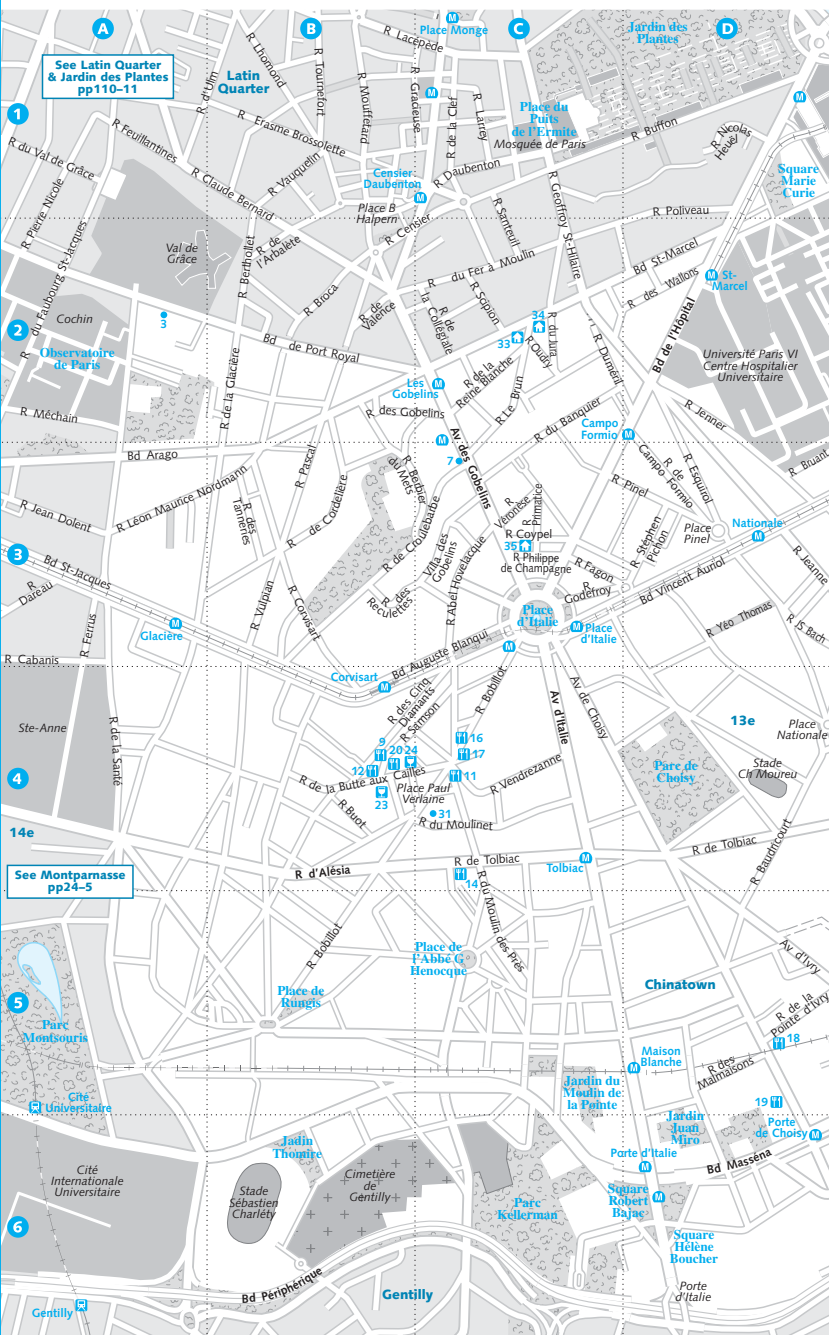 A
B
C
D
Place Monge
R Lacépède
Jardin des
Plantes
See Latin Quarter
& Jardin des Plantes
pp110–11
R d'Ulm
R Lhomond
Latin
Quarter
R Tournefort
R Mouffetard
R Gracieuse
R de la Clef
R Larrey
Place du
Puits
de l'Ermite
Mosquée de Paris
R Buffon
R Nicolas
Heuël
Square
Marie
Curie
1
R Feuillantines
R Erasme Brossolette
R du Val de Grâce
R Vauquelin
R Claude Bernard
Censier
Daubenton
R Daubenton
R Pierre Nicole
Place B
Halpern
R Censier
R Santeuil
R Geoffroy St-Hilaire
R Poliveau
R du Faubourg St-Jacques
Val de
Grâce
R Berthollet
R de
l'Arbalète
Bd St-Marcel
R du Fer à Moulin
R des Wallons
St-
Marcel
R Broca
R de
Valence
R de
la Collégiale
R Scipion
34
33
R du Jura
R Oudry
Bd de l'Hôpital
2
Cochin
3
Observatoire
de Paris
Bd de Port Royal
R de la Glacière
Les
Gobelins
R de la
Reine Blanche
R Le Brun
R Duméril
Université Paris VI
Centre Hospitalier
Universitaire
R Méchain
R des Gobelins
R du Banquier
Campo
Formio
R Jenner
Bd Arago
R Pascal
7
Av des Gobelins
R Bruant
R Léon Maurice Nordmann
R Berbier
du Mets
R Pinel
R de
Campo Formio
R Esquirol
R Jean Dolent
R des
Tanneries
R de Cordelière
R
Véronèse
R
Primatice
Place
Pinel
Nationale
3
R de Croulebarbe
Villa des
Gobelins
R Coypel
35
R Philippe
de Champagne
R Stéphen
Pichon
R Jeanne
Bd St-Jacques
R
Dareau
R Abel Hovelacque
R Fagon
R
Godefroy
Bd Vincent Auriol
R Vulpian
R Corvisart
R des
Reculettes
Place
d'Italie
R Ferrus
Glacière
Place
d'Italie
R Yéo Thomas
R JS Bach
R Cabanis
Bd Auguste Blanqui
Corvisart
R des Cinq
Diamants
R Samson
R Bobillot
Av d'Italie
Av de Choisy
13e
Place
Nationale
Ste-Anne
R de la Santé
9
20
24
16
17
12
11
R de la Butte aux Cailles
Place Paul
Verlaine
R Vendrezanne
Parc de
Choisy
Stade
Ch Moureu
4
23
R Buot
31
R du Moulinet
14e
R Baudricourt
R de Tolbiac
See Montparnasse
pp24–5
R d'Alésia
R de Tolbiac
Tolbiac
14
R du Moulin des Près
R Bobillot
Place de
l'Abbé G
Henocque
Av d'Ivry
Chinatown
Place de
Rungis
R de la
Pointe d'Ivry
5
Parc
Montsouris
18
Maison
Blanche
R des
Malmaisons
Jardin du
Moulin de
la Pointe
Cité
Universitaire
19
Jardin
Juan
Miro
Porte
de Choisy
Jadin
Thomire
Porte d'Italie
Bd Masséna
Cité
Internationale
Universitaire
Stade
Sébastien
Charléty
Cimetière
de
Gentilly
Parc
Kellerman
Square
Robert
Bajac
6
Square
Hélène
Boucher
Bd Périphérique
Gentilly
Porte
d'Italie
Gentilly